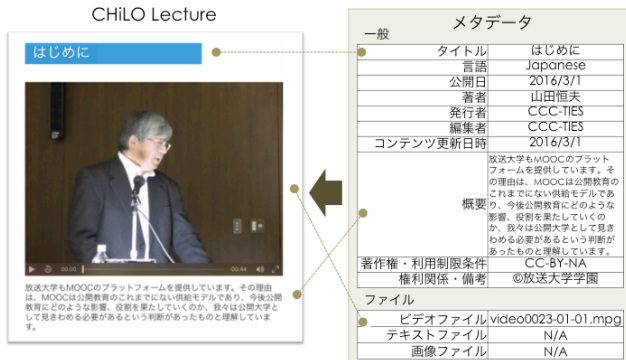 CHiLO Lecture
はじめに
00:00
-00:44
放送大学もMOOCのプラットフォームを提供しています。その理由
は、MOOCは公開教育のこれまでにない供給モデルであり、今後公開
教育にどのような影響、役割を果たしていくのか、我々は公開大学と
して見きわめる必要があるという判断があったものと理解していま
す。
メタデータ
一般
タイトル はじめに
言語 Japanese
公開日 2016/3/1
著者 山田恒夫
発行者 CCC-TIES
編集者 CCC-TIES
コンテンツ更新日時 2016/3/1
概要
放送大学もMOOCのプラット
フォームを提供しています。そ
の理由は、MOOCは公開教育の
これまでにない供給モデルであ
り、今後公開教育にどのような
影響、役割を果たしていくの
か、我々は公開大学として見き
わめる必要があるという判断が
あったものと理解しています。
著作権・利用制限条件 CC-BY-NA
権利関係・備考 ©放送大学学園
ファイル
ビデオファイル video0023-01-01.mpg
テキストファイル N/A
画像ファイル N/A